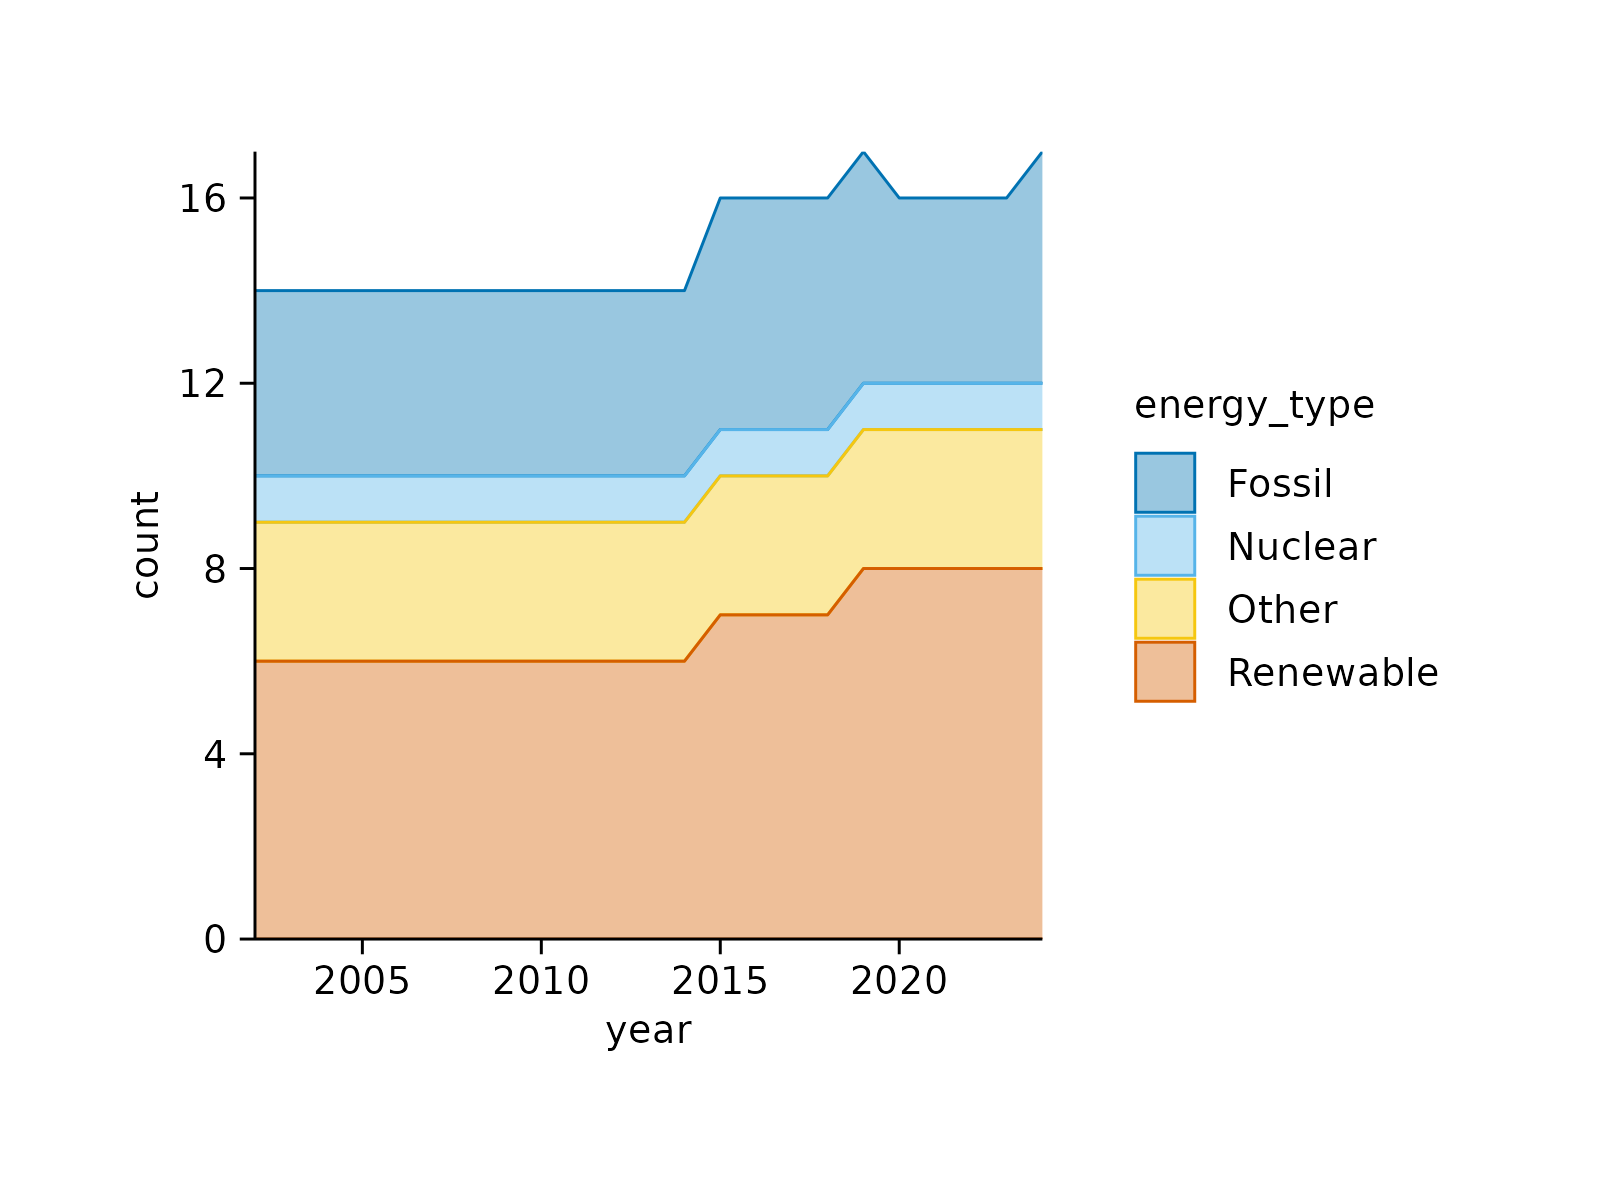 16
12
8
4
0
count
2005 2010 2015 2020
year
energy_type
Fossil
Nuclear
Other
Renewable